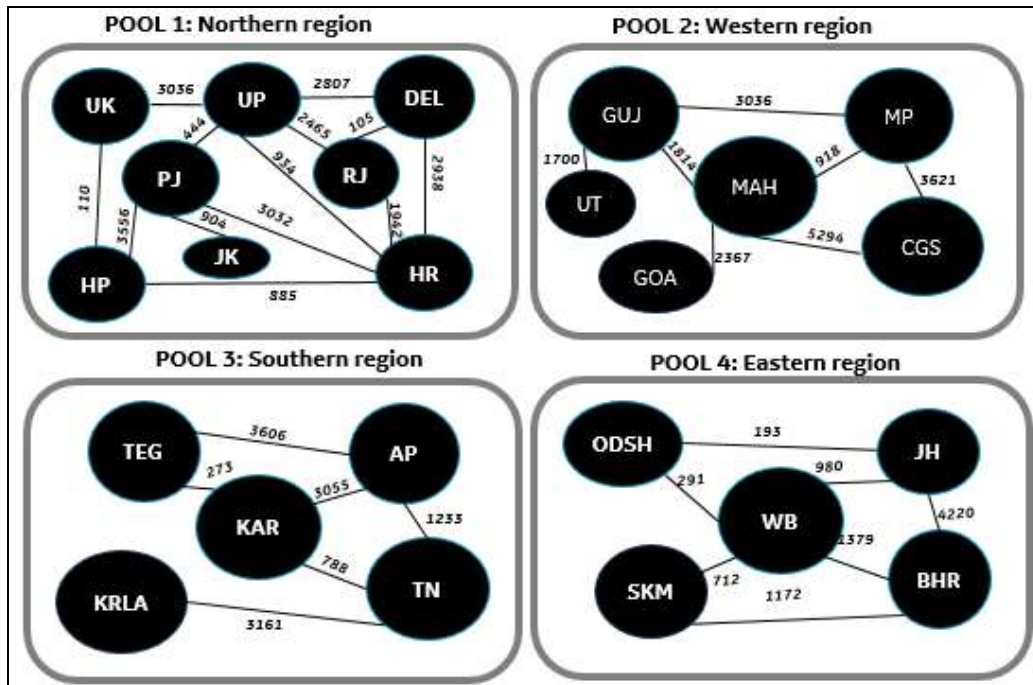 POOL 1: Northern region
UK
3036
UP
2807
DEL
444
2465
105
PJ
934
RJ
2938
110
3556
904
3032
1942
JK
HP
885
HR
POOL 2: Western region
GUJ
3036
MP
1700
1814
918
UT
MAH
3621
GOA
2367
5294
CGS
POOL 3: Southern region
TEG
3606
AP
273
3055
KAR
1233
788
KRLA
3161
TN
POOL 4: Eastern region
ODSH
193
JH
291
980
WB
4220
1379
SKM
712
1172
BHR